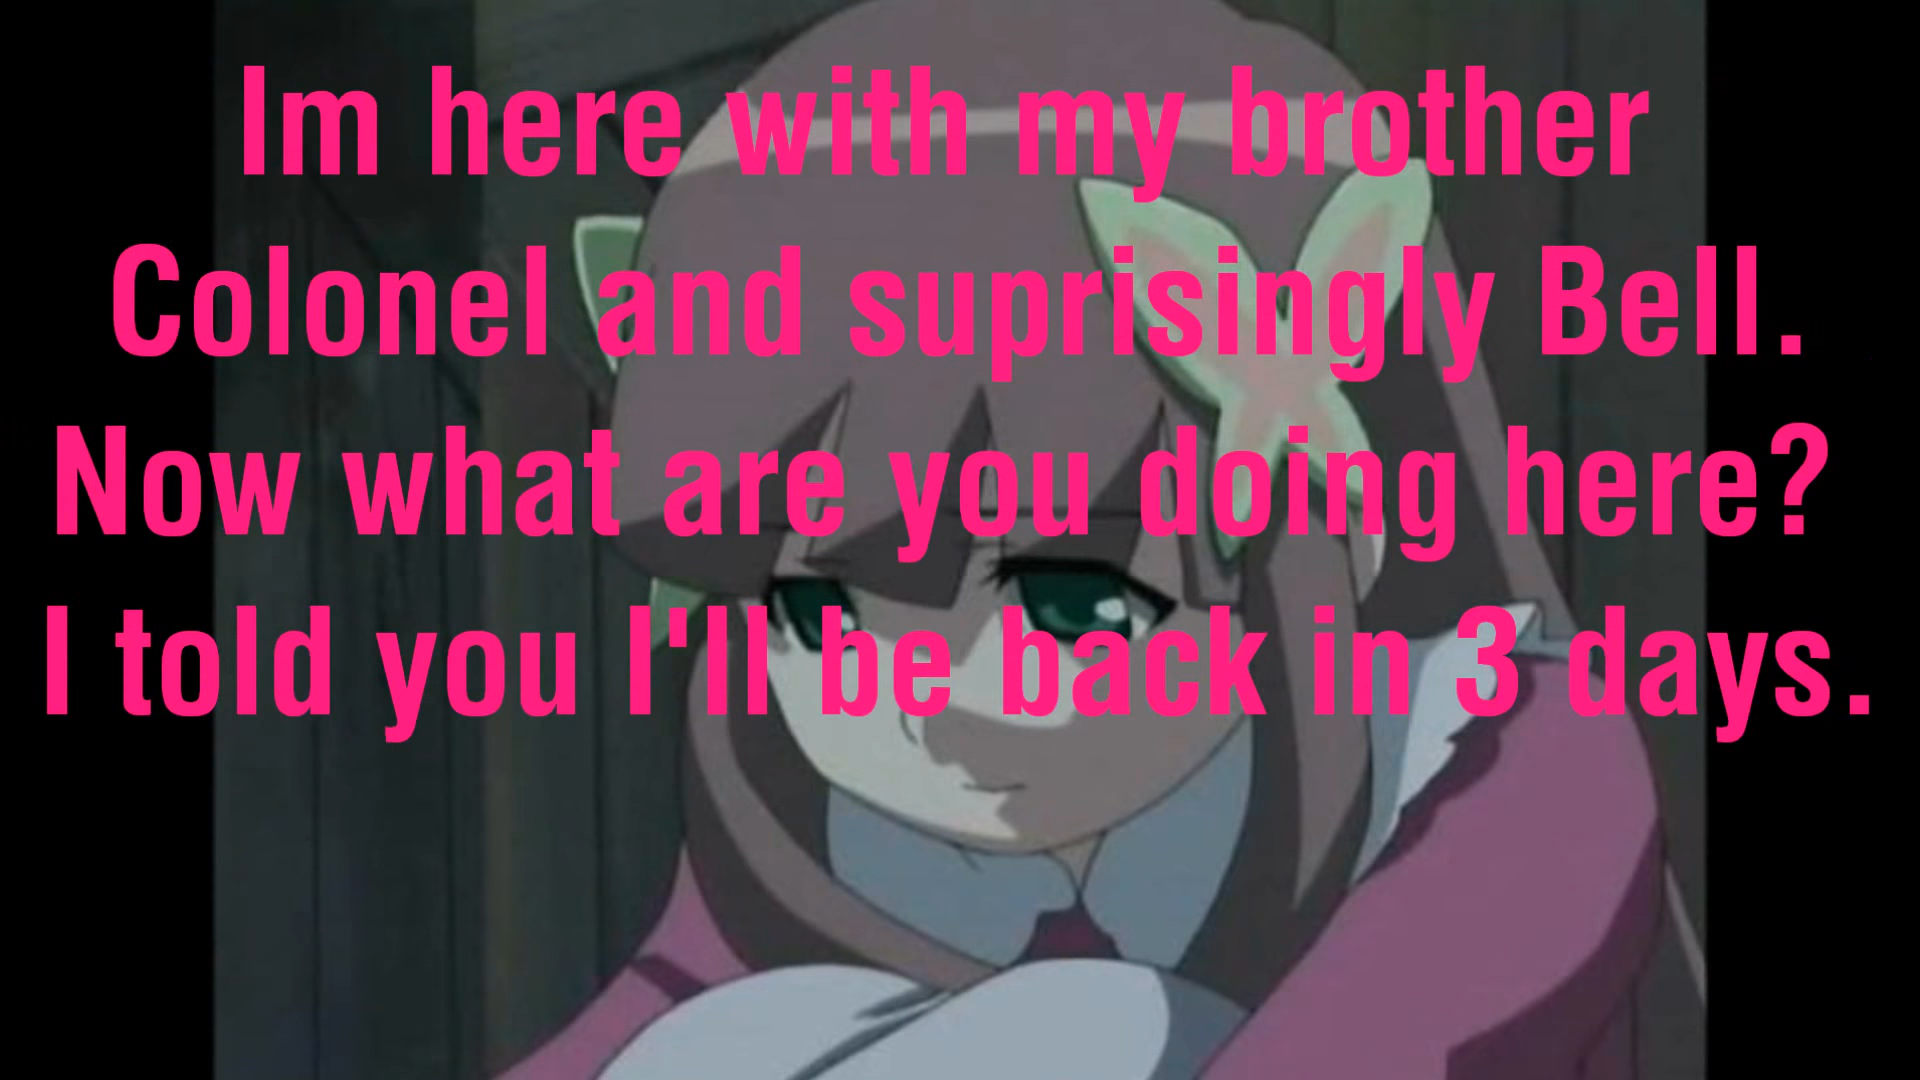 Im here with my brother
Colonel and suprisingly Bell.
Now what are you doing here?
I told you I'll be back in 3 days.